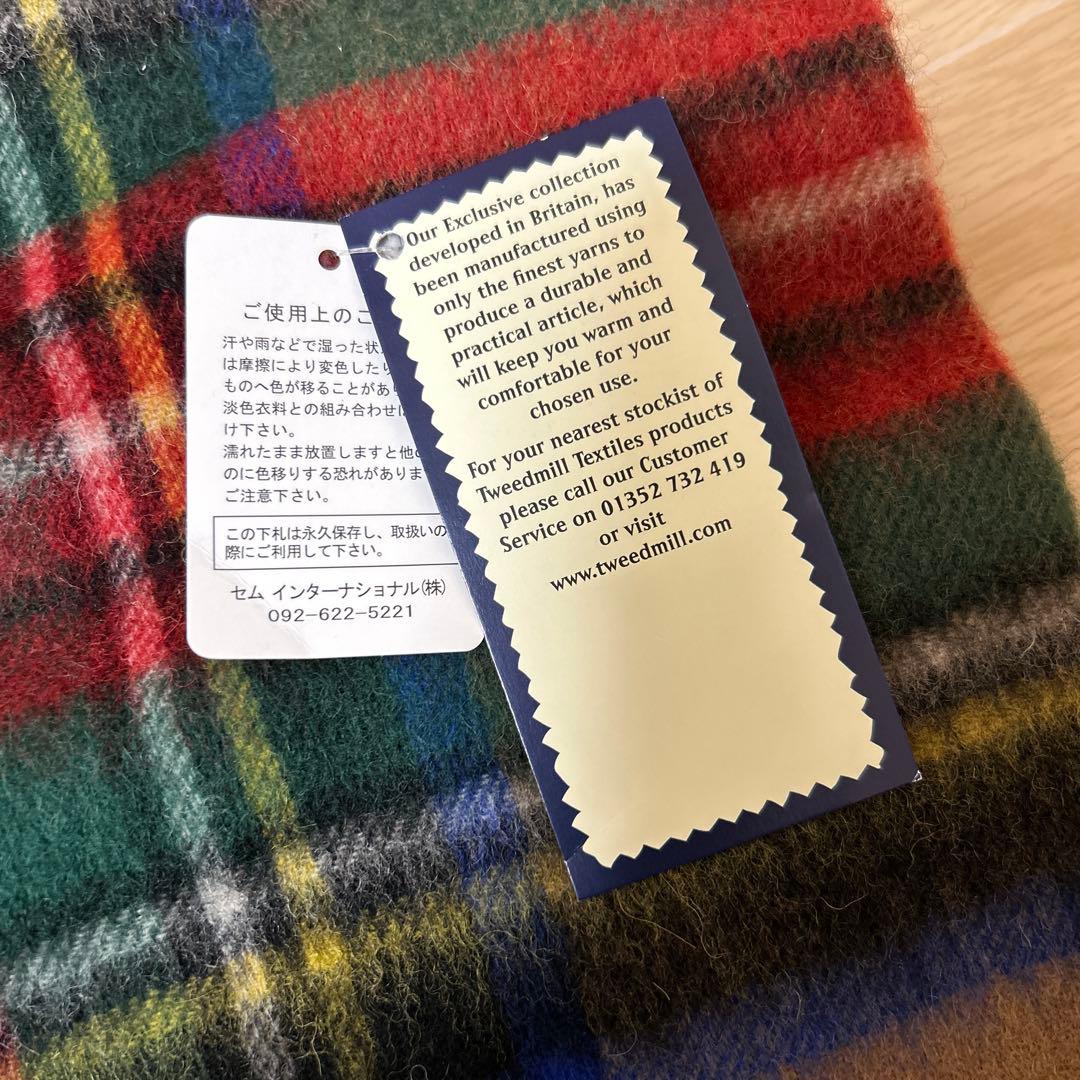 ご使用上のご
汗や雨などで湿った状
は摩擦により変色したり
ものへ色が移ることがあり
淡色衣料との組み合わせは
け下さい。
濡れたまま放置しますと他の
のに色移りする恐れがありま
ご注意下さい。
この下札は永久保存し、取扱いの
際にご利用して下さい。
セム インターナショナル(株)
092-622-5221
Our Exclusive collection
developed in Britain, has
been manufactured using
only the finest yarns to
produce a durable and
practical article, which
will keep you warm and
comfortable for your
chosen use.
For your nearest stockist of
Tweedmill Textiles products
please call our Customer
Service on 01352 732 419
or visit
www.tweedmill.com